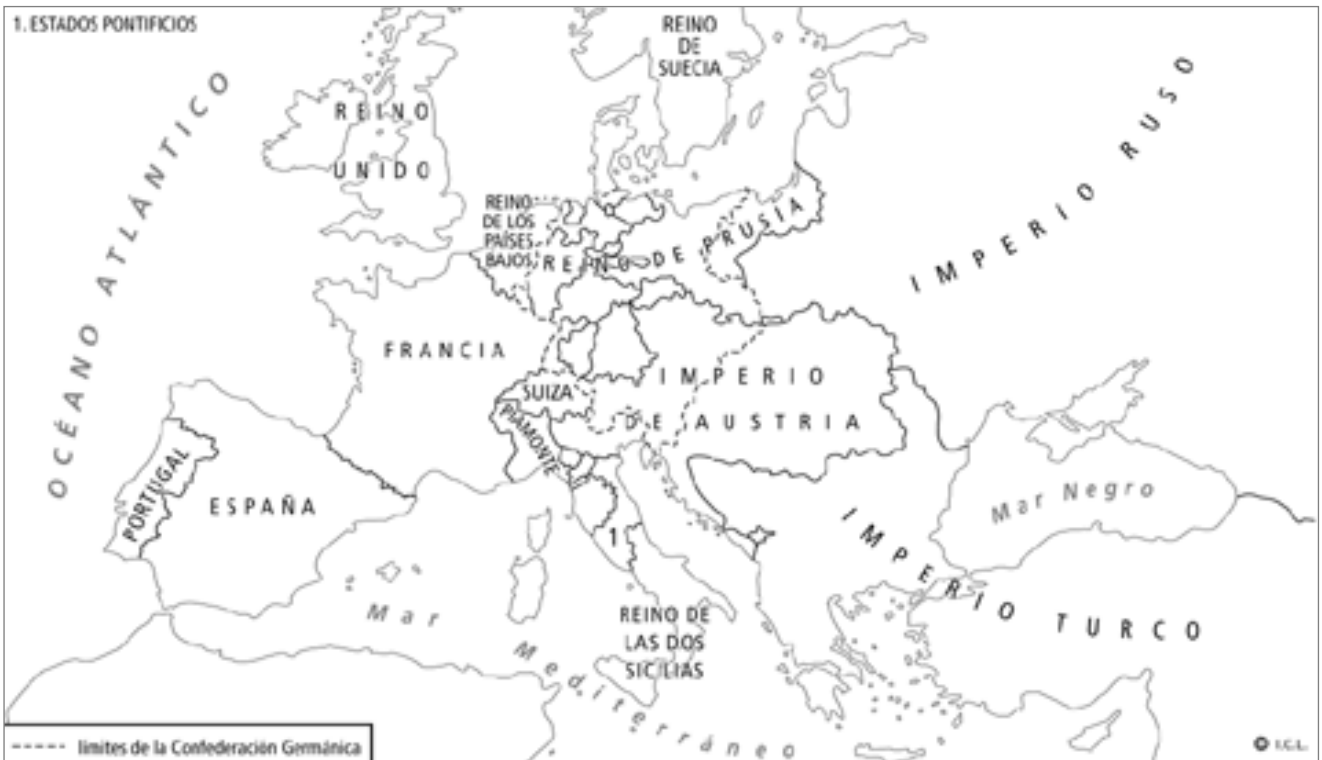 1. ESTADOS PONTIFICIOS
REINO
DE
SUECIA
OCÉANO ATLÁNTICO
REINO
UNIDO
IMPERIO RUSO
REINO
DE LOS
PAÍSES
BAJOS
REINO DE PRUSIA
FRANCIA
SUIZA
IMPERIO
DE AUSTRIA
PIAMONTE
PORTUGAL
ESPAÑA
Mar Negro
1
IMPERIO TURCO
REINO DE
LAS DOS
SICILIAS
Mar Mediterráneo
límites de la Confederación Germánica
© I.C.L.